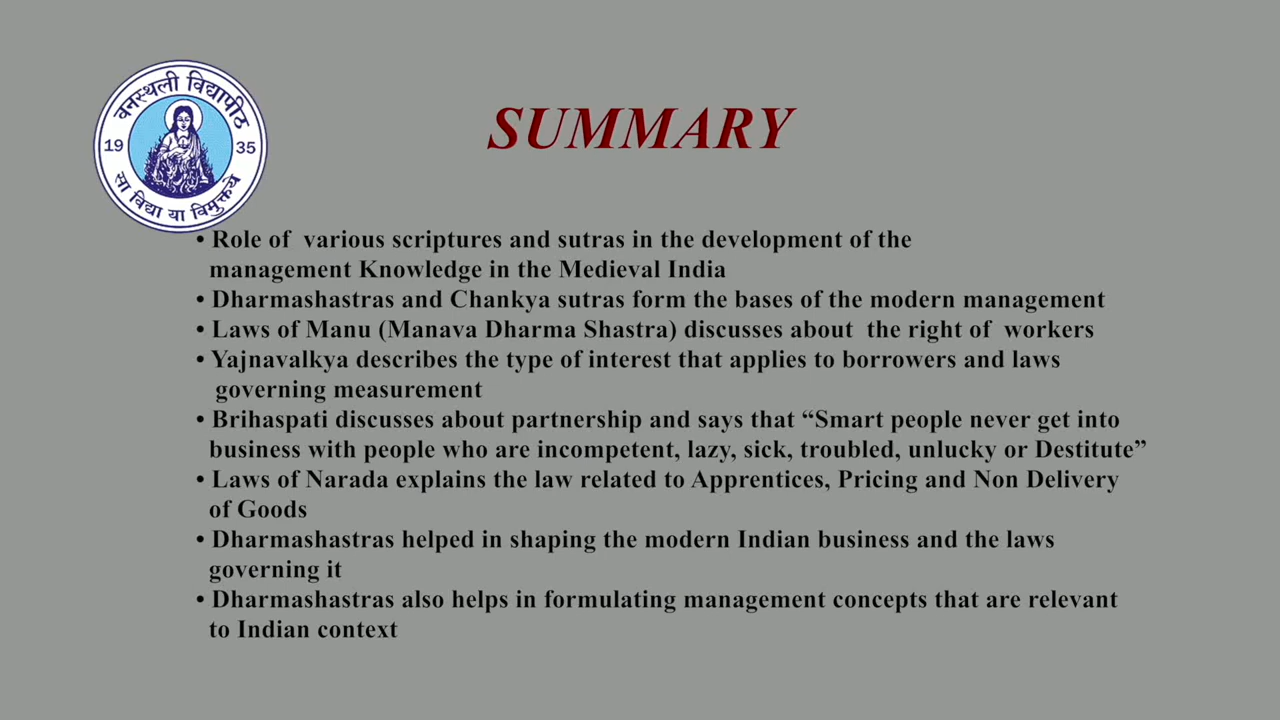 वनस्थली विद्यापीठ
19 35
सा विद्या या विमुक्तये
SUMMARY
• Role of various scriptures and sutras in the development of the
management Knowledge in the Medieval India
• Dharmashastras and Chankya sutras form the bases of the modern management
• Laws of Manu (Manava Dharma Shastra) discusses about the right of workers
• Yajnavalkya describes the type of interest that applies to borrowers and laws
governing measurement
• Brihaspati discusses about partnership and says that “Smart people never get into
business with people who are incompetent, lazy, sick, troubled, unlucky or Destitute”
• Laws of Narada explains the law related to Apprentices, Pricing and Non Delivery
of Goods
• Dharmashastras helped in shaping the modern Indian business and the laws
governing it
• Dharmashastras also helps in formulating management concepts that are relevant
to Indian context